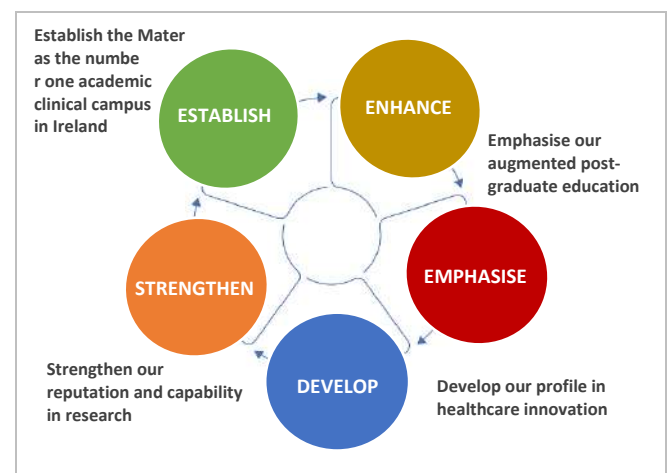 Establish the Mater
as the numbe
r one academic
clinical campus
in Ireland
ESTABLISH
ENHANCE
Emphasise our
augmented post-
graduate education
STRENGTHEN
EMPHASISE
Strengthen our
reputation and capability
in research
DEVELOP
Develop our profile in
healthcare innovation